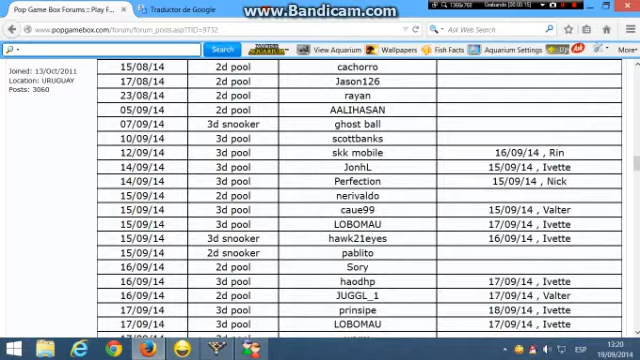 www.Bandicam.com
Pop Game Box Forums :: Play F...
Traductor de Google
www.popgamebox.com/forum/forum_posts.asp?TID=9732
Google
Search
View Aquarium
Wallpapers
Fish Facts
Set Aquarium
Up
More
Joined: 13/Oct/2011
Location: URUGUAY
Posts: 3060
15/08/14 2d pool cachorro
17/08/14 2d pool Jason126
23/08/14 2d pool rayan
05/09/14 2d pool AALIHASAN
07/09/14 3d snooker ghost ball
10/09/14 3d pool scottbanks
12/09/14 3d pool skk mobile 16/09/14 , Rin
14/09/14 3d pool JonhL 15/09/14 , Ivette
14/09/14 3d pool Perfection 15/09/14 , Nick
15/09/14 2d pool nerivaldo
15/09/14 3d pool caue99 15/09/14 , Valter
15/09/14 3d pool LOBOMAU 17/09/14 , Ivette
15/09/14 3d snooker hawk21eyes 16/09/14 , Ivette
15/09/14 2d snooker pablito
16/09/14 2d pool Sory
16/09/14 3d pool haodhp 17/09/14 , Ivette
16/09/14 2d pool JUGGL_1 17/09/14 , Valter
17/09/14 3d pool prinsipe 18/09/14 , Ivette
17/09/14 3d pool LOBOMAU 17/09/14 , Ivette
ESP
13:20
19/09/2014